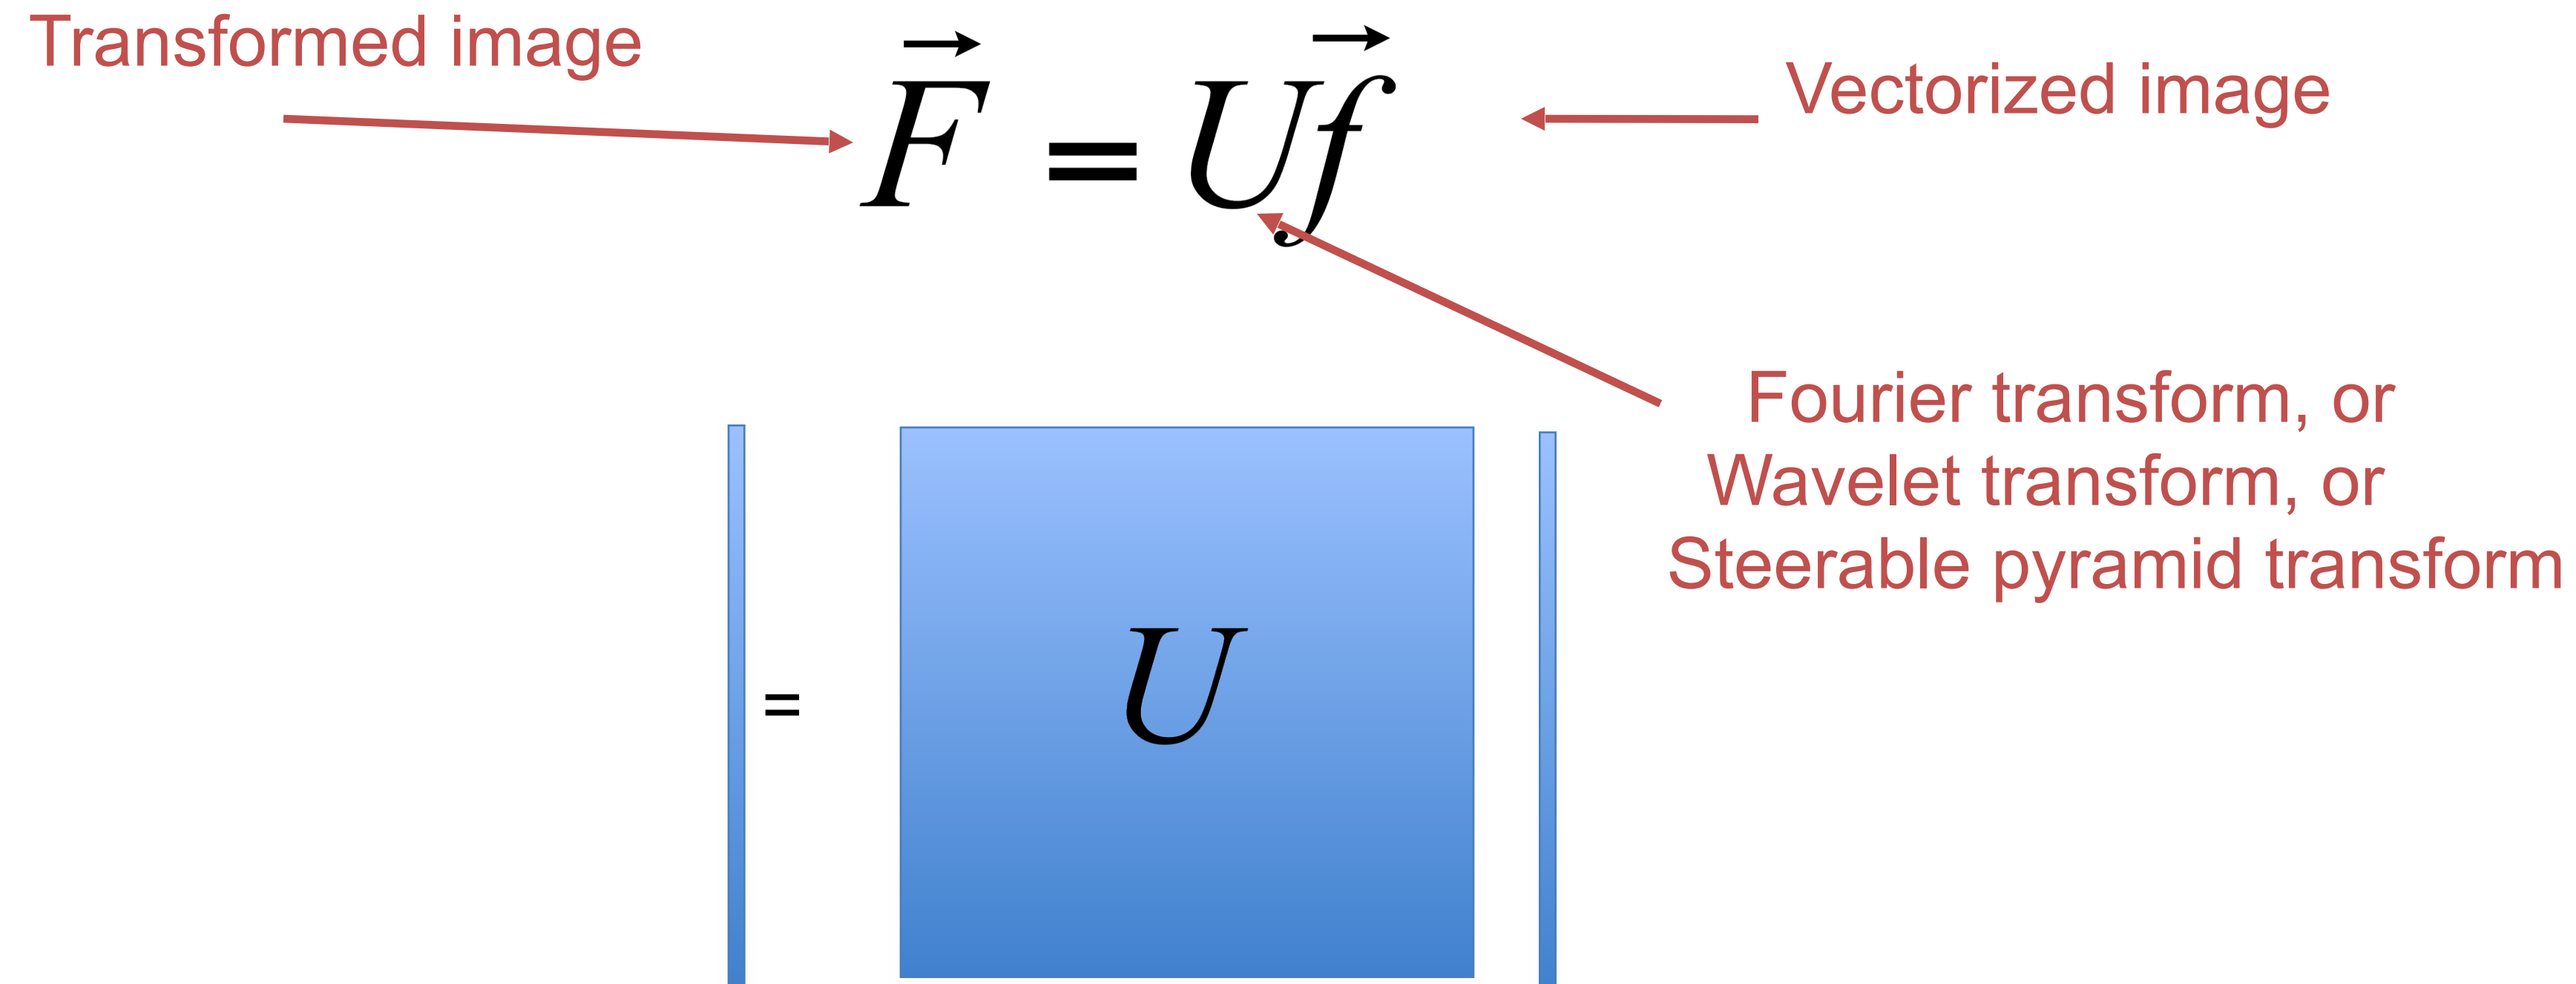 Transformed image
F⃗ = Uf⃗
Vectorized image
Fourier transform, or
Wavelet transform, or
Steerable pyramid transform
=
U